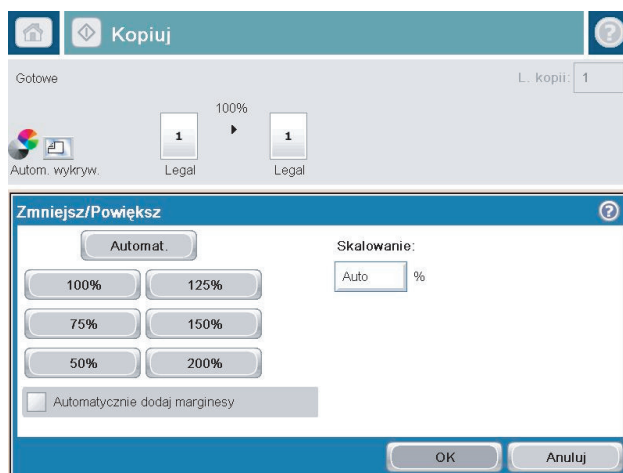 Kopiuj
?
Gotowe
L. kopii: 1
100%
1 1
Autom. wykryw. Legal Legal
Zmniejsz/Powiększ ?
Automat. Skalowanie:
100% 125% Auto %
75% 150%
50% 200%
Automatycznie dodaj marginesy
OK Anuluj